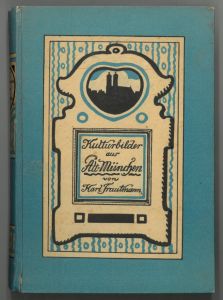 Kulturbilder
aus
Alt-München
von
Karl Trautmann